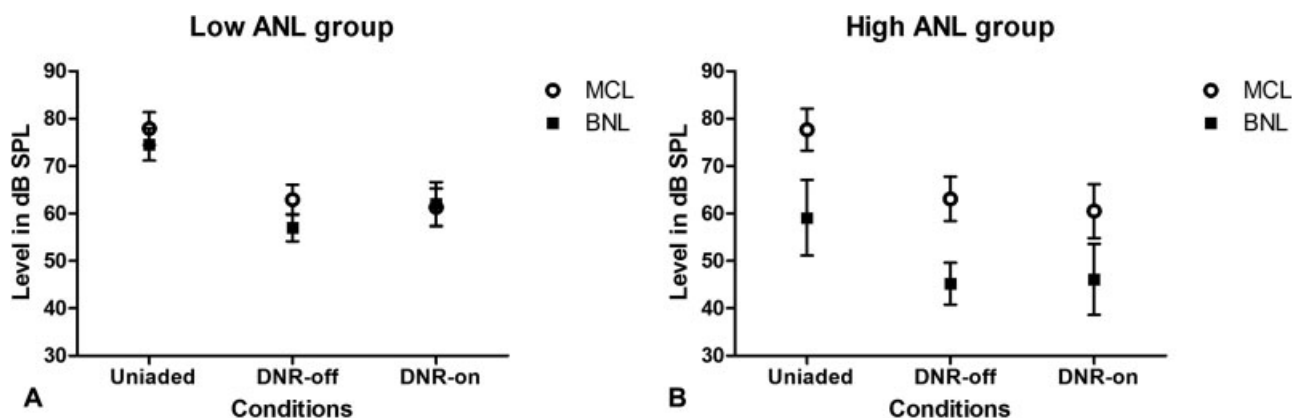 Low ANL group
90
80
70
60
50
40
30
Level in dB SPL
MCL
BNL
Uniaded
DNR-off
DNR-on
Conditions
A
High ANL group
90
80
70
60
50
40
30
Level in dB SPL
MCL
BNL
Uniaded
DNR-off
DNR-on
Conditions
B